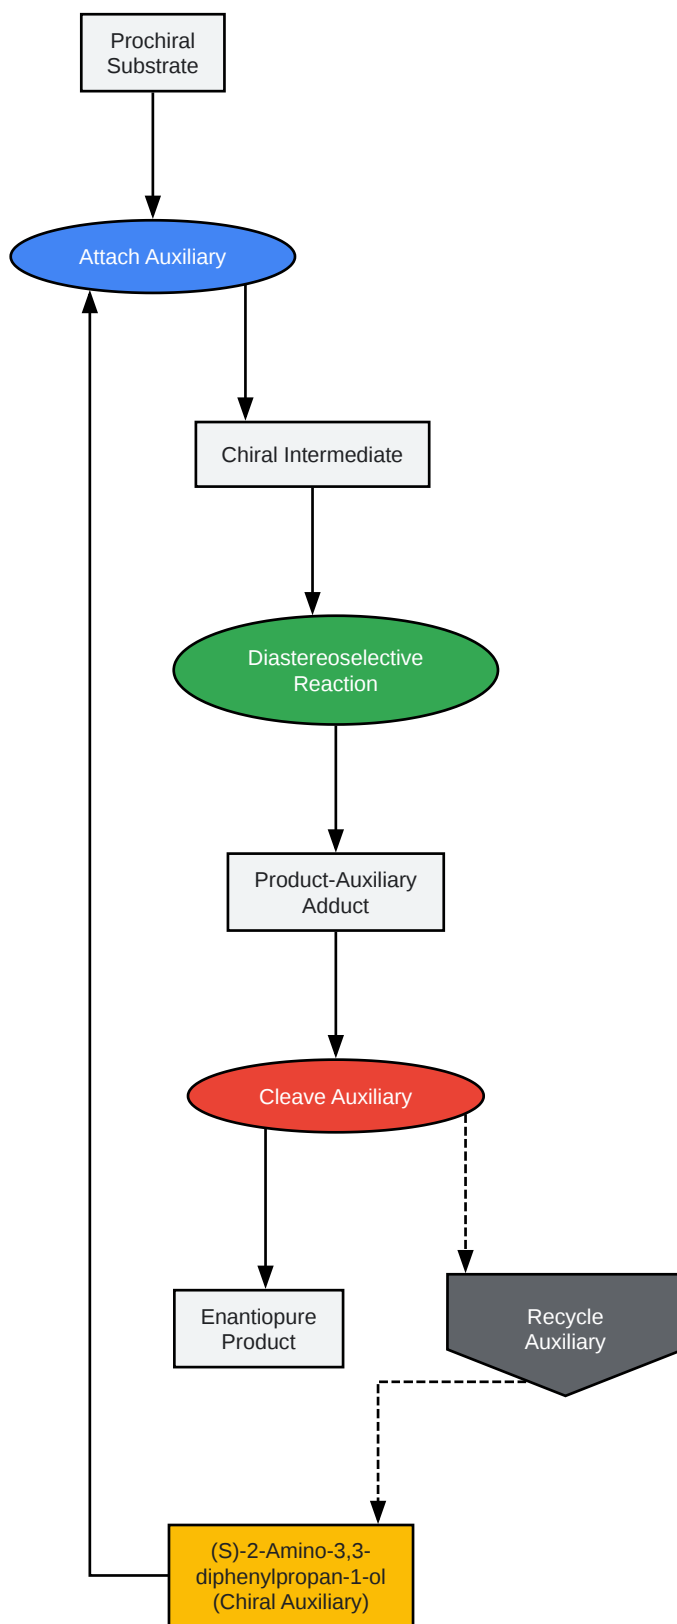 Prochiral
Substrate
Attach Auxiliary
Chiral Intermediate
Diastereoselective
Reaction
Product-Auxiliary
Adduct
Cleave Auxiliary
Enantiopure
Product
Recycle
Auxiliary
(S)-2-Amino-3,3-
diphenylpropan-1-ol
(Chiral Auxiliary)